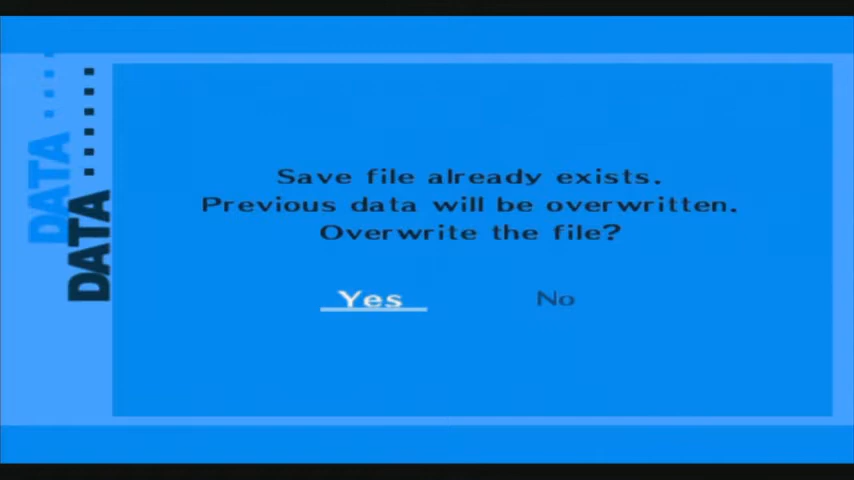 DATA
DATA
Save file already exists.
Previous data will be overwritten.
Overwrite the file?
Yes No